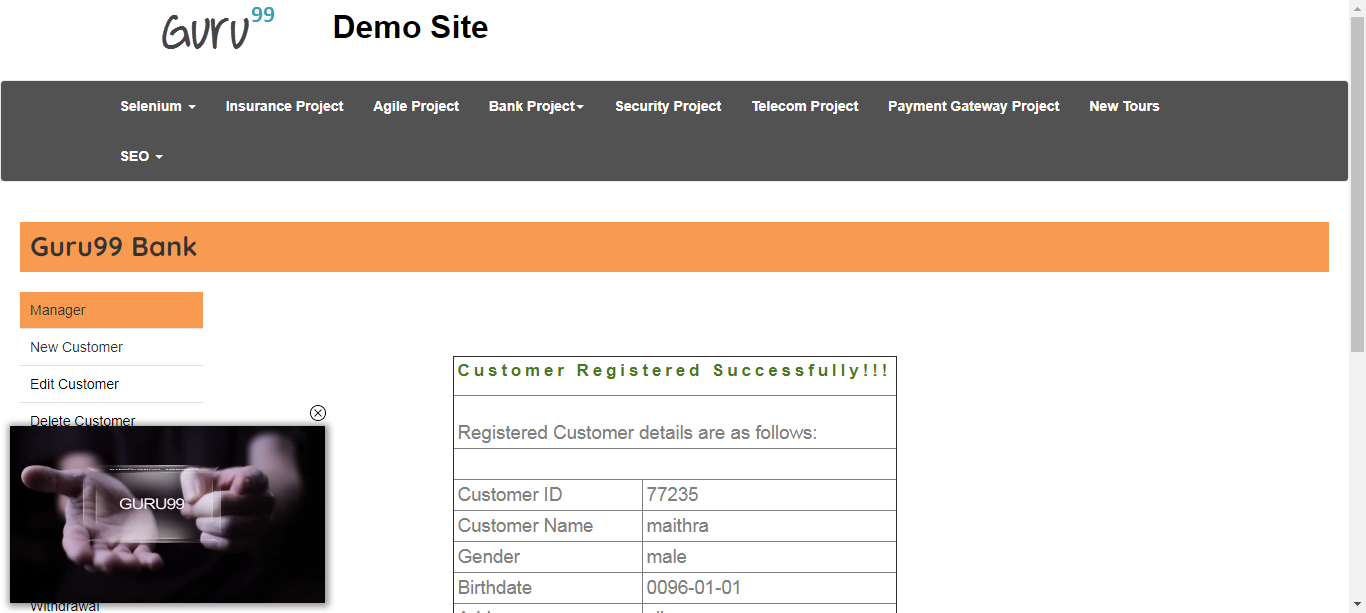 Guru99
Demo Site
Selenium
Insurance Project
Agile Project
Bank Project
Security Project
Telecom Project
Payment Gateway Project
New Tours
SEO
Guru99 Bank
Manager
New Customer
Edit Customer
Delete Customer
GURU99
Withdrawal
Customer Registered Successfully!!!
Registered Customer details are as follows:
Customer ID 77235
Customer Name maithra
Gender male
Birthdate 0096-01-01